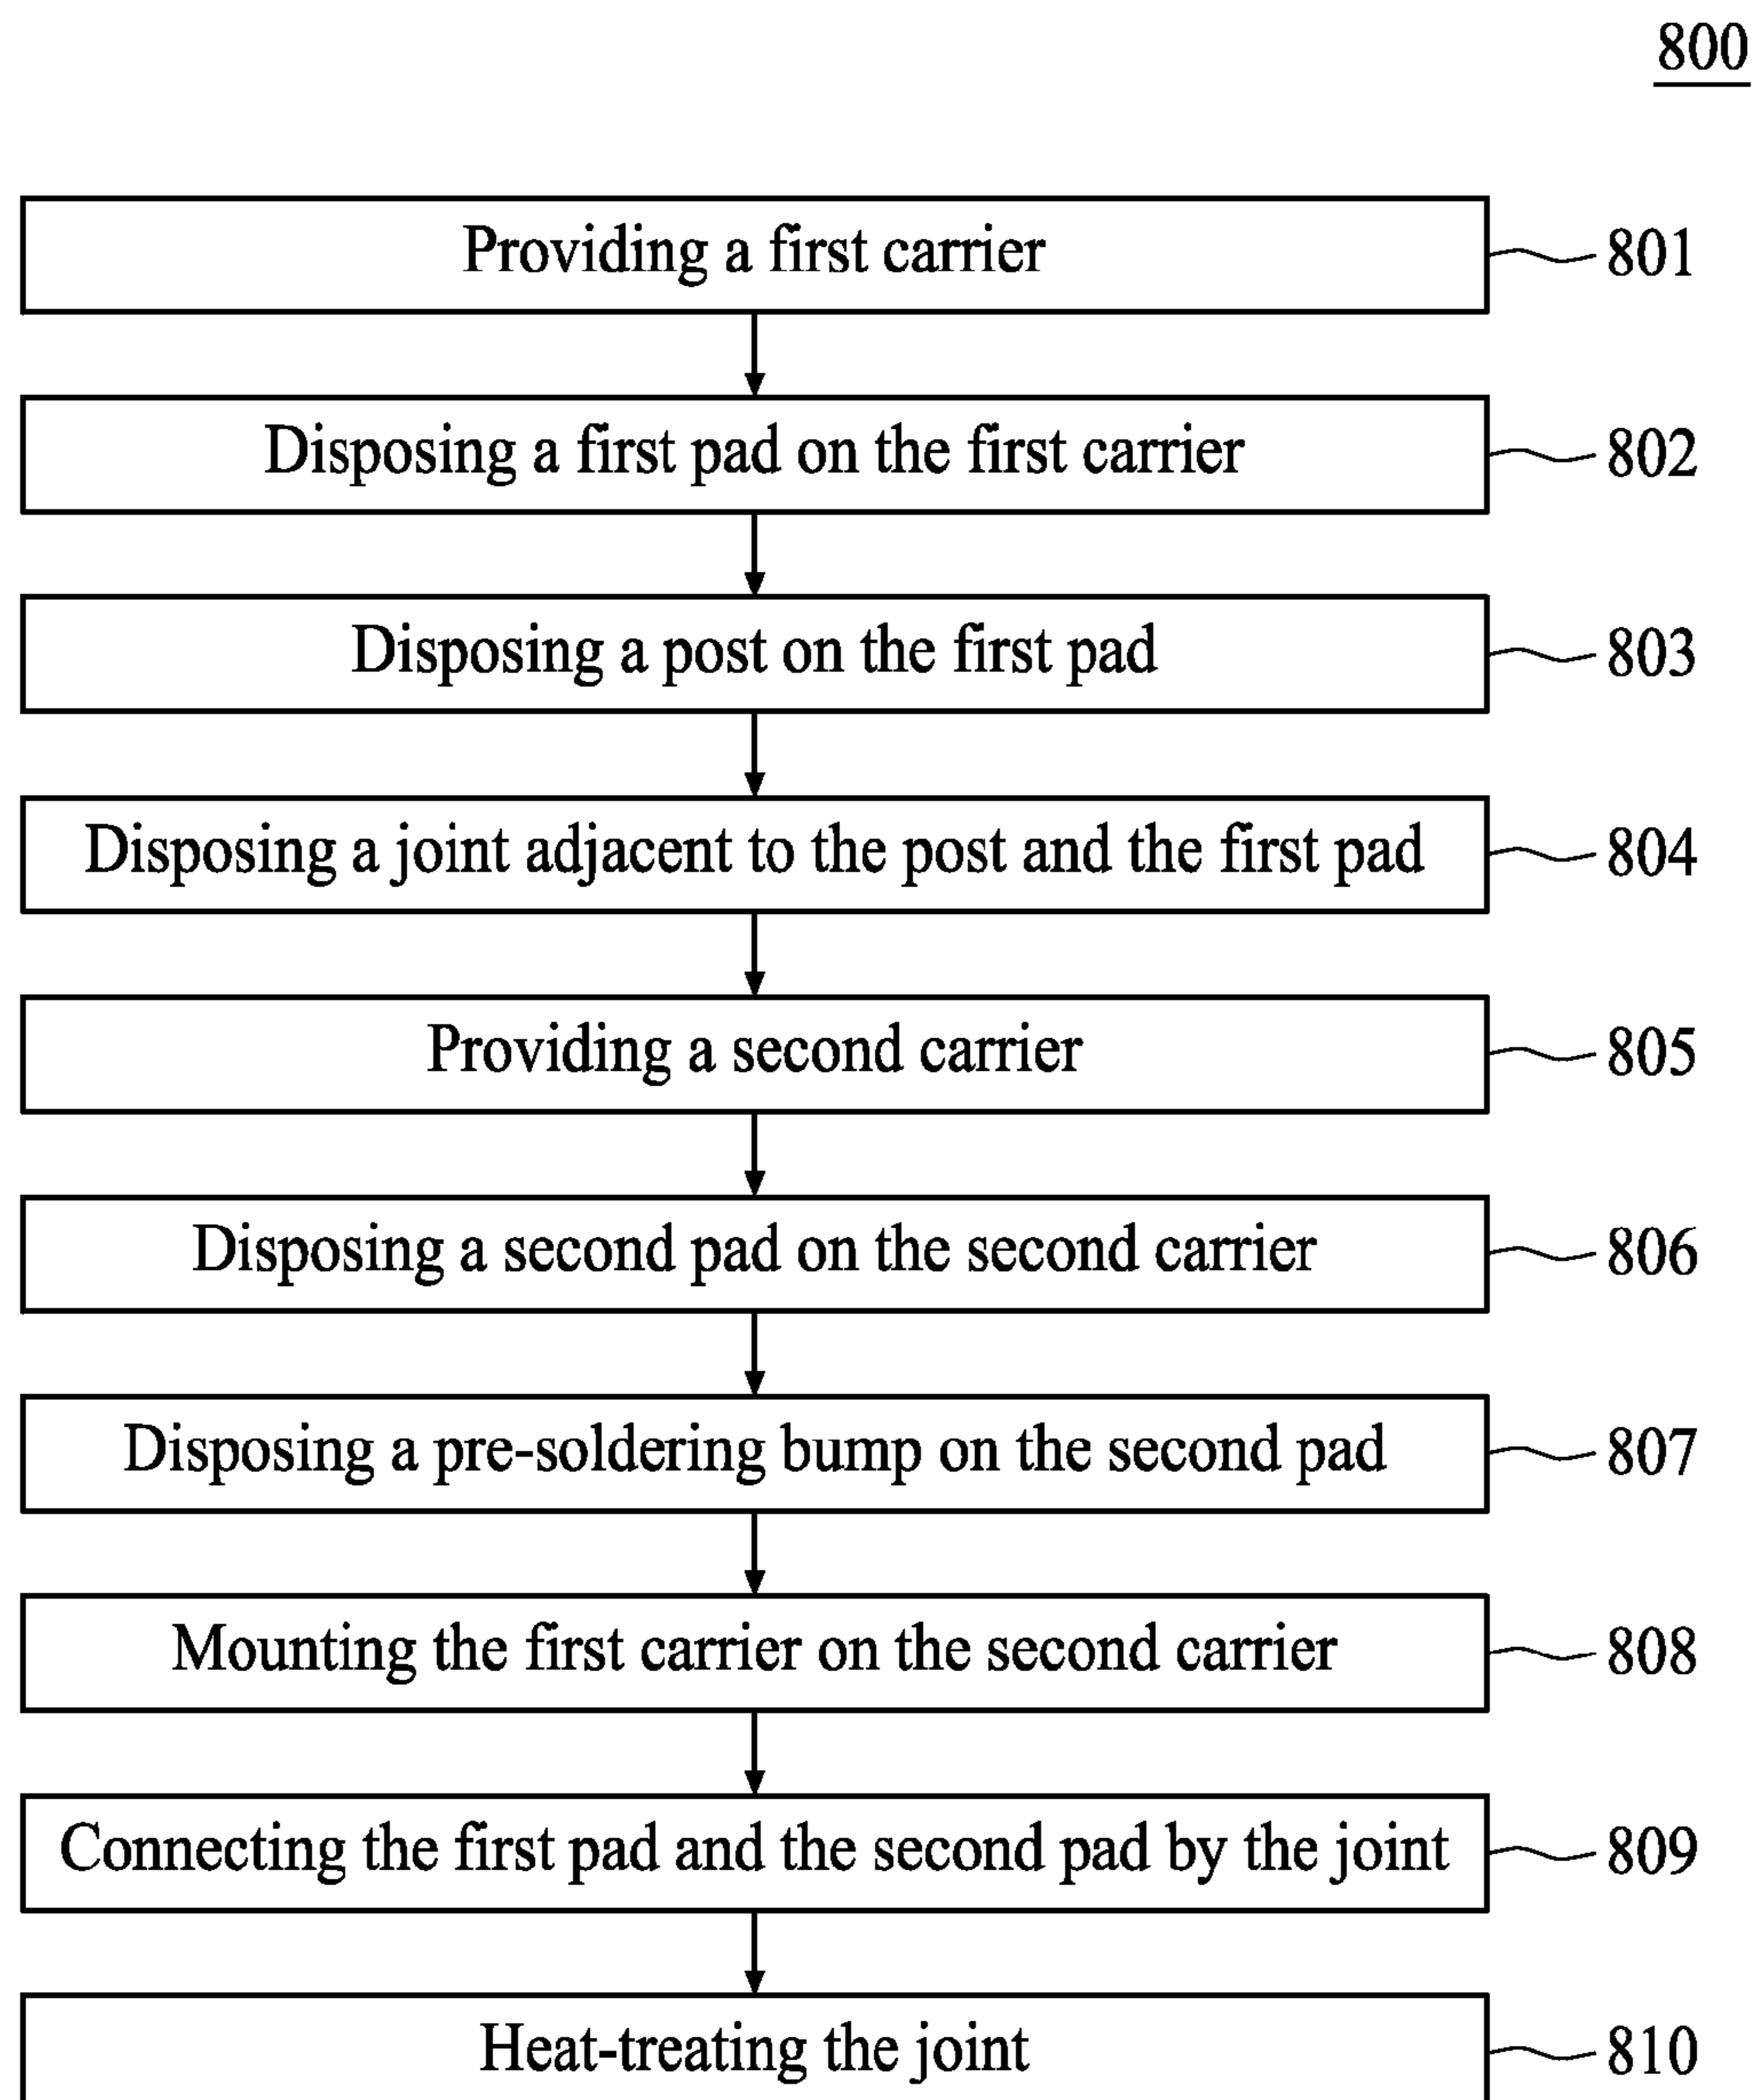 800
Providing a first carrier 801
Disposing a first pad on the first carrier 802
Disposing a post on the first pad 803
Disposing a joint adjacent to the post and the first pad 804
Providing a second carrier 805
Disposing a second pad on the second carrier 806
Disposing a pre-soldering bump on the second pad 807
Mounting the first carrier on the second carrier 808
Connecting the first pad and the second pad by the joint 809
Heat-treating the joint 810